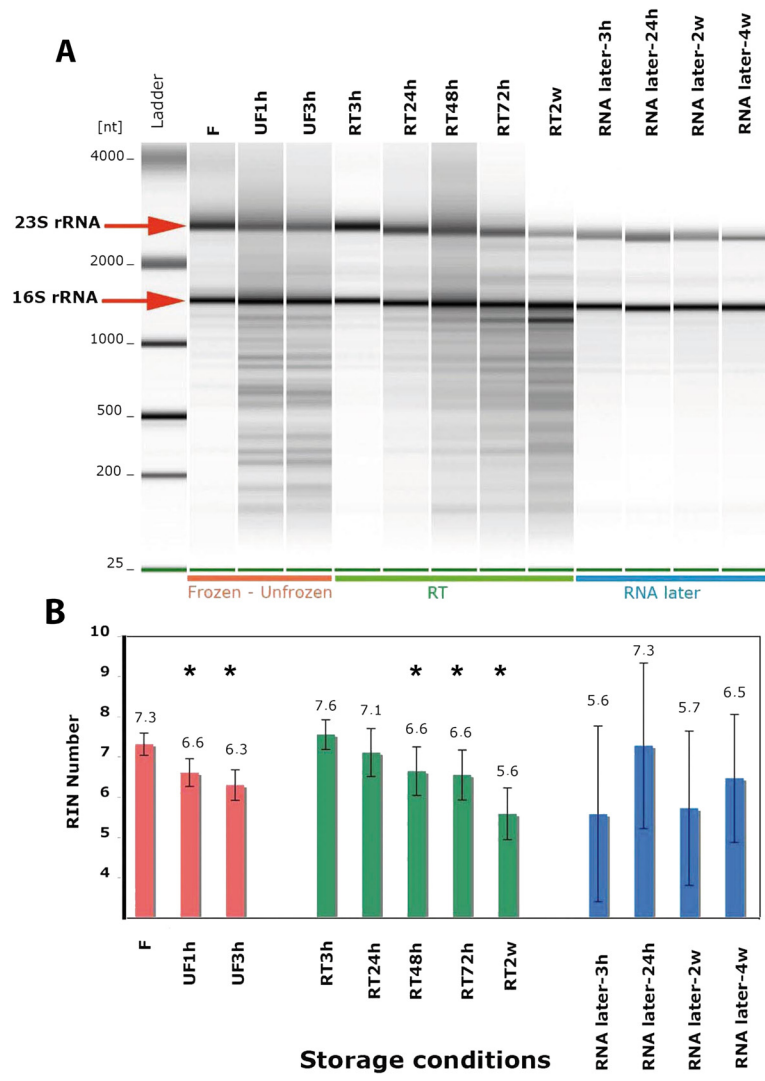 A
[nt]
Ladder
F
UF1h
UF3h
RT3h
RT24h
RT48h
RT72h
RT2w
RNA later-3h
RNA later-24h
RNA later-2w
RNA later-4w
4000
23S rRNA
2000
16S rRNA
1000
500
200
25
Frozen - Unfrozen
RT
RNA later
B
RIN Number
10
9
8
7
6
5
4
7.3
6.6
6.3
7.6
7.1
6.6
6.6
5.6
5.6
7.3
5.7
6.5
* * * * *
F
UF1h
UF3h
RT3h
RT24h
RT48h
RT72h
RT2w
RNA later-3h
RNA later-24h
RNA later-2w
RNA later-4w
Storage conditions